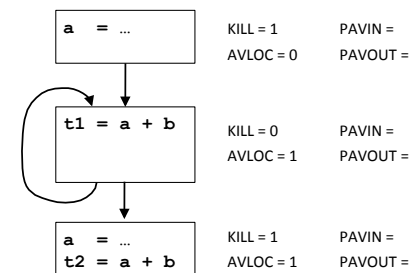 a = …
KILL = 1 PAVIN =
AVLOC = 0 PAVOUT =
t1 = a + b
KILL = 0 PAVIN =
AVLOC = 1 PAVOUT =
a = …
t2 = a + b
KILL = 1 PAVIN =
AVLOC = 1 PAVOUT =